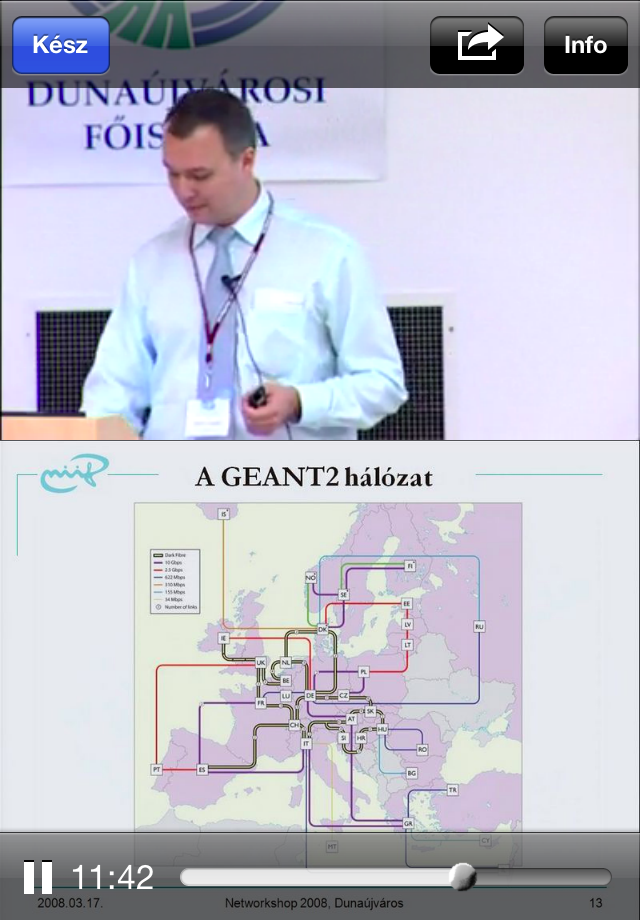 Kész
Info
DUNAÚJVÁROSI
FŐIS A
NIIF
A GEANT2 hálózat
IS
Dark Fibre
10 Gbps
2.5 Gbps
622 Mbps
310 Mbps
155 Mbps
34 Mbps
Number of links
NO
FI
SE
EE
DK
LV
RU
IE
LT
UK
NL
BE
PL
LU
DE
CZ
FR
SK
CH
AT
HU
SI
HR
IT
RO
PT
ES
BG
TR
GR
MT
CY
11:42
2008.03.17.
Networkshop 2008, Dunaújváros
13